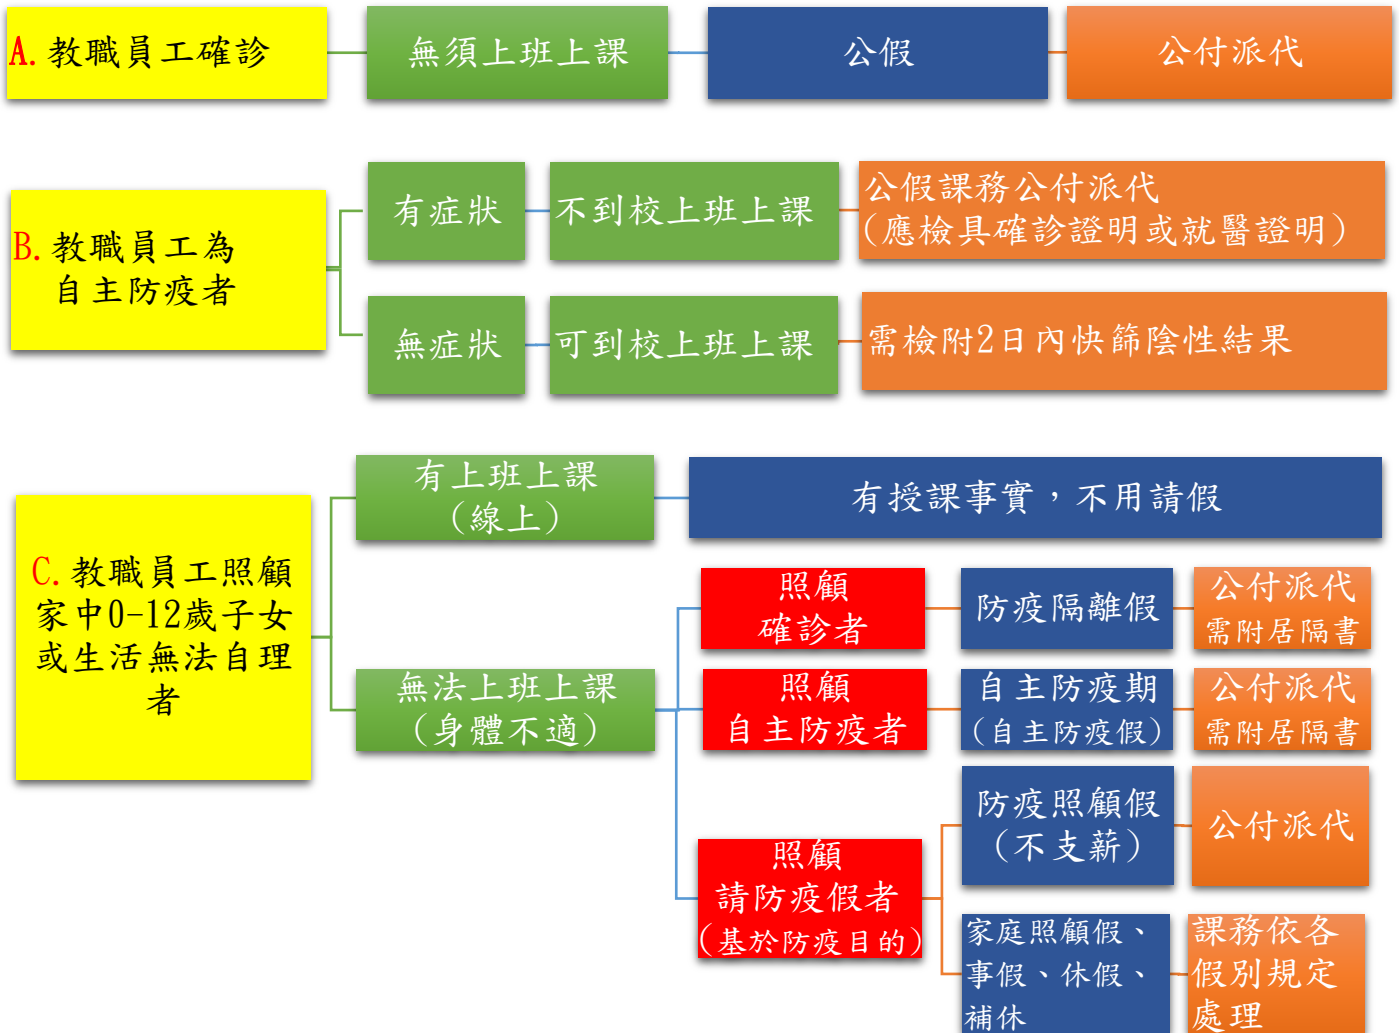 A.教職員工確診
無須上班上課
公假
公付派代
B.教職員工為
自主防疫者
有症狀
不到校上班上課
公假課務公付派代
(應檢具確診證明或就醫證明)
無症狀
可到校上班上課
需檢附2日內快篩陰性結果
C.教職員工照顧
家中0-12歲子女
或生活無法自理
者
有上班上課
(線上)
有授課事實，不用請假
無法上班上課
(身體不適)
照顧
確診者
防疫隔離假
公付派代
需附居隔書
照顧
自主防疫者
自主防疫期
(自主防疫假)
公付派代
需附居隔書
照顧
請防疫假者
(基於防疫目的)
防疫照顧假
(不支薪)
公付派代
家庭照顧假、
事假、休假、
補休
課務依各
假別規定
處理